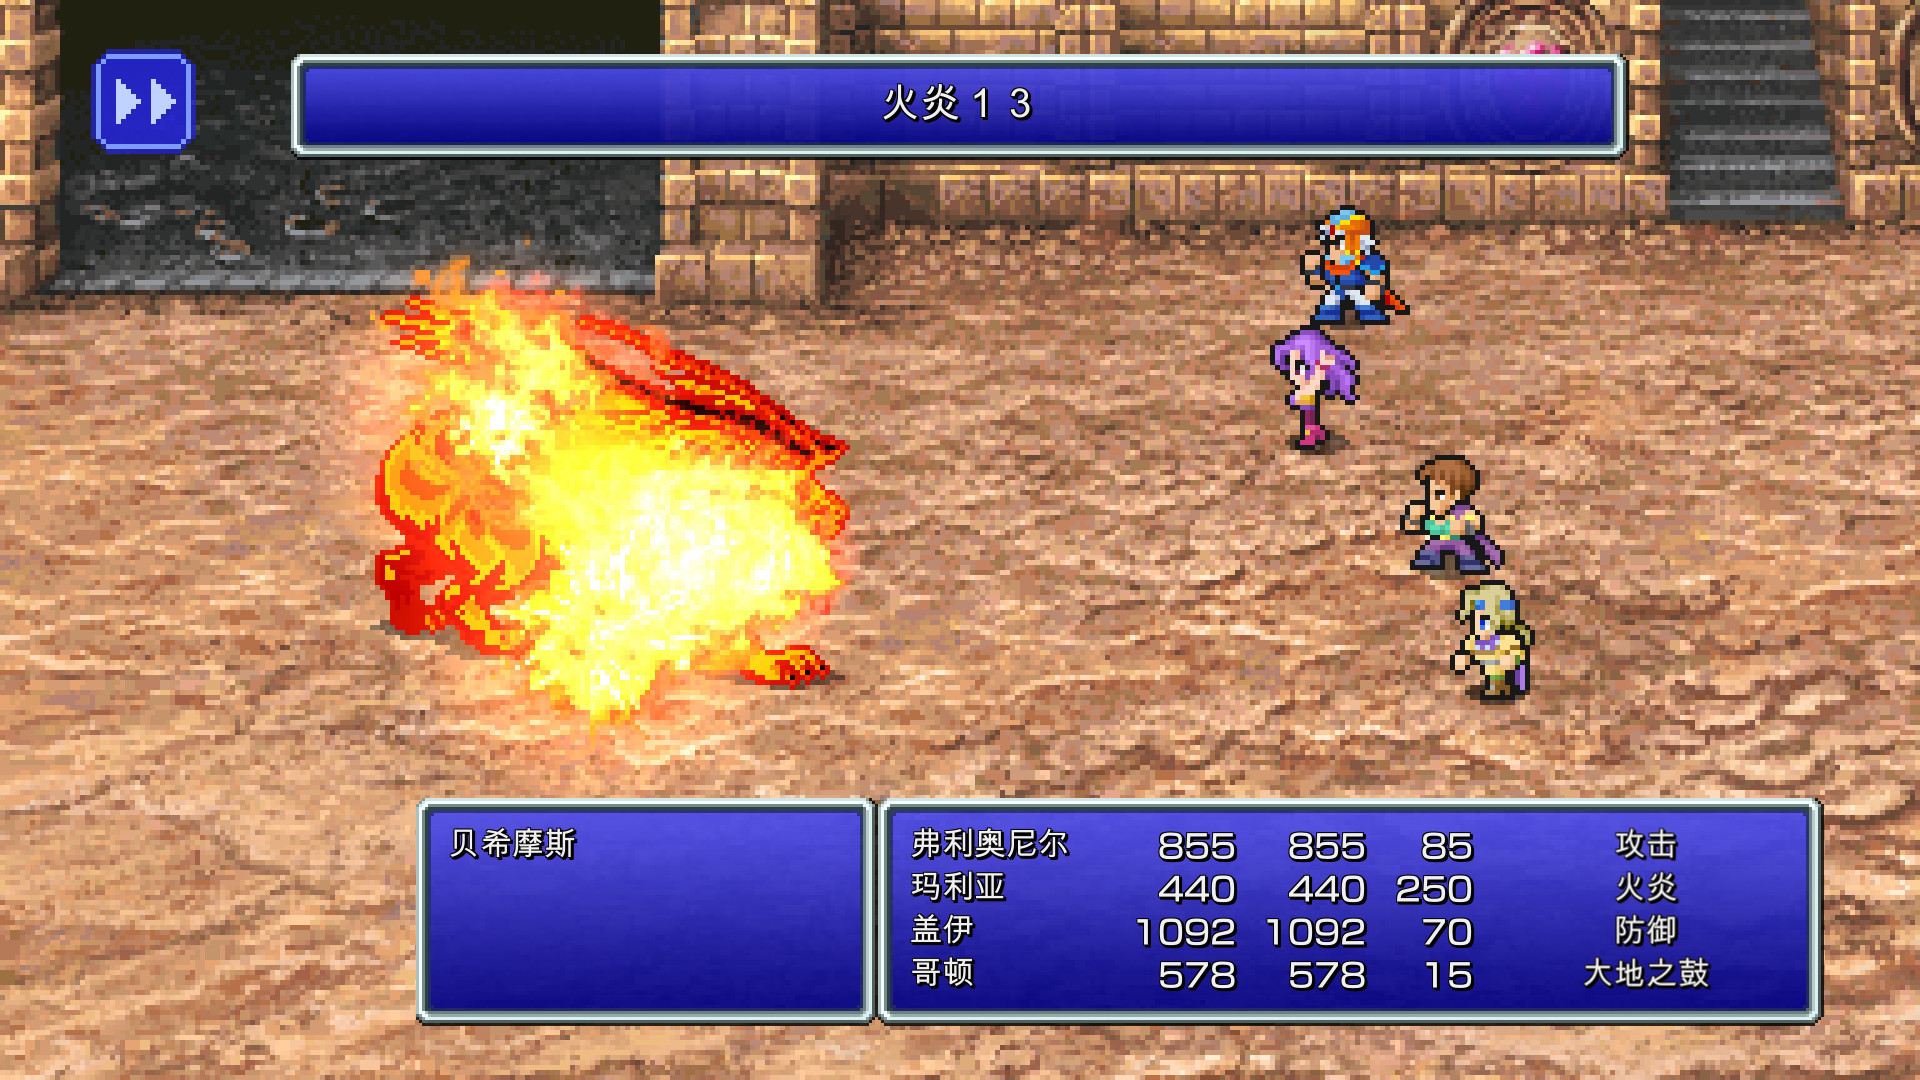 火炎13
贝希摩斯
弗利奥尼尔 855 855 85 攻击
玛利亚 440 440 250 火炎
盖伊 1092 1092 70 防御
哥顿 578 578 15 大地之鼓